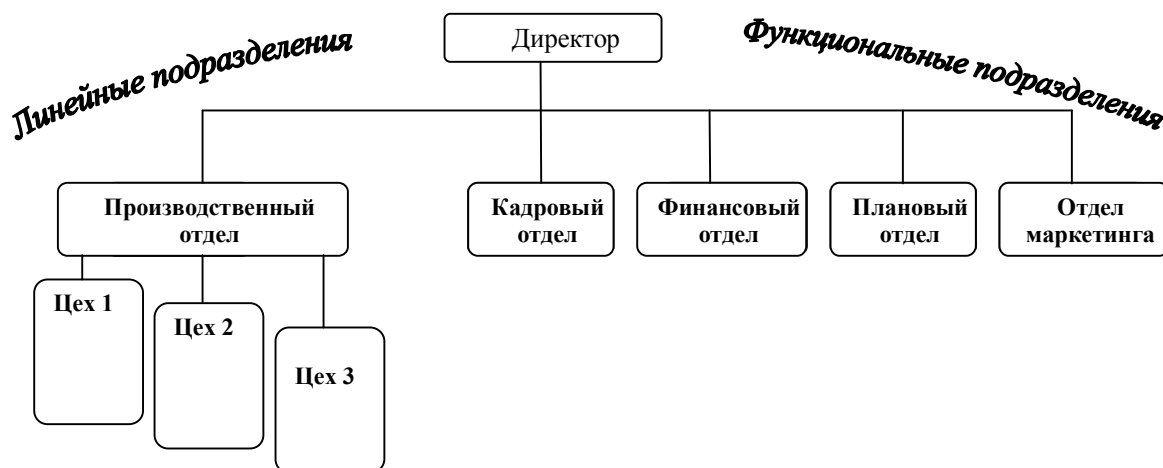 Линейные подразделения
Директор
Функциональные подразделения
Производственный
отдел
Кадровый
отдел
Финансовый
отдел
Плановый
отдел
Отдел
маркетинга
Цех 1
Цех 2
Цех 3